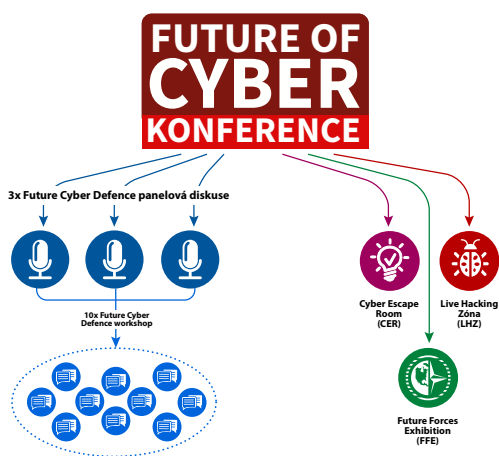 FUTURE OF
CYBER
KONFERENCE
3x Future Cyber Defence panelová diskuse
10x Future Cyber
Defence workshop
Cyber Escape
Room
(CER)
Live Hacking
Zóna
(LHZ)
Future Forces
Exhibition
(FFE)